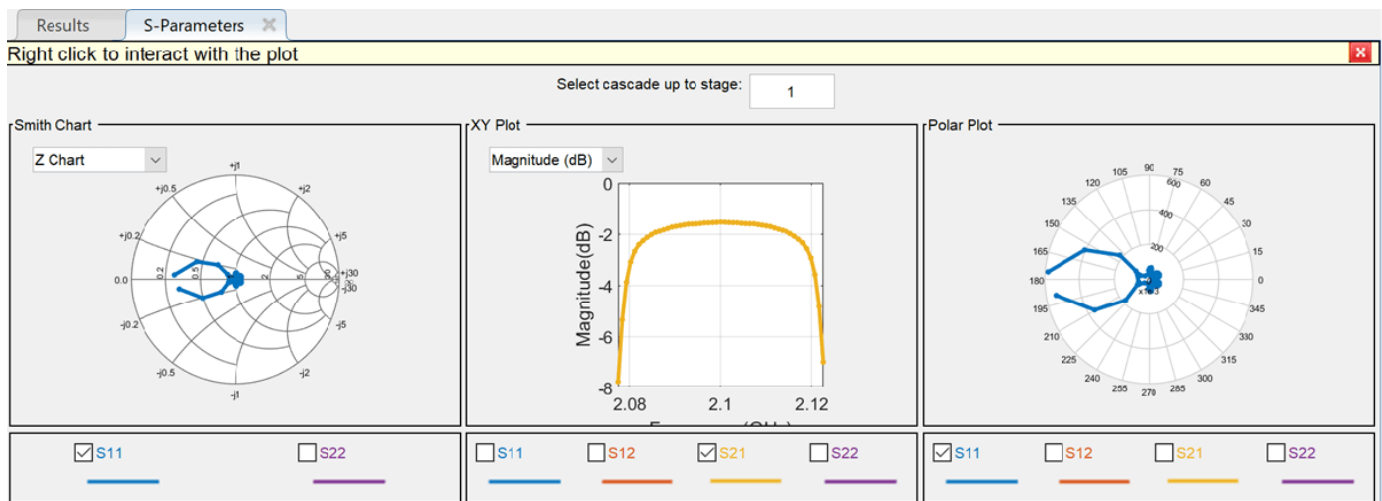 Results S-Parameters
Right click to interact with the plot
Select cascade up to stage: 1
Smith Chart
Z Chart
+j1
+j0.5 +j2
+j0.2 +j5
0.0 0.2 0.5 1 2 5 +j30
-j30
-j0.2 -j5
-j0.5 -j2
-j1
S11 S22
XY Plot
Magnitude (dB)
Magnitude(dB)
0
-2
-4
-6
-8
2.08 2.1 2.12
S11 S12 S21 S22
Polar Plot
90 75
105 600 60
120
135 400 45
150 30
165 200 15
180 0
195 345
210 330
225 315
240 255 270 285 300
S11 S12 S21 S22